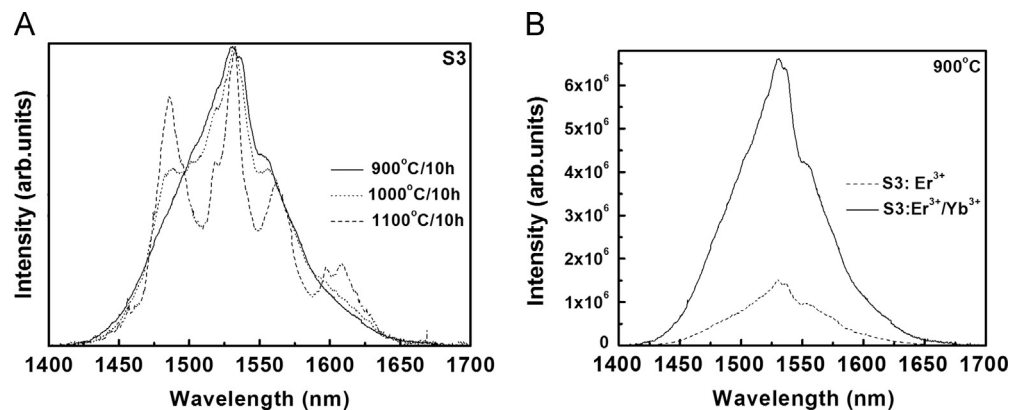 A
S3
Intensity (arb.units)
900°C/10h
1000°C/10h
1100°C/10h
1400 1450 1500 1550 1600 1650 1700
Wavelength (nm)
B
900°C
6x10⁶
5x10⁶
4x10⁶
3x10⁶
2x10⁶
1x10⁶
0
Intensity (arb.units)
S3: Er³⁺
S3:Er³⁺/Yb³⁺
1400 1450 1500 1550 1600 1650 1700
Wavelength (nm)